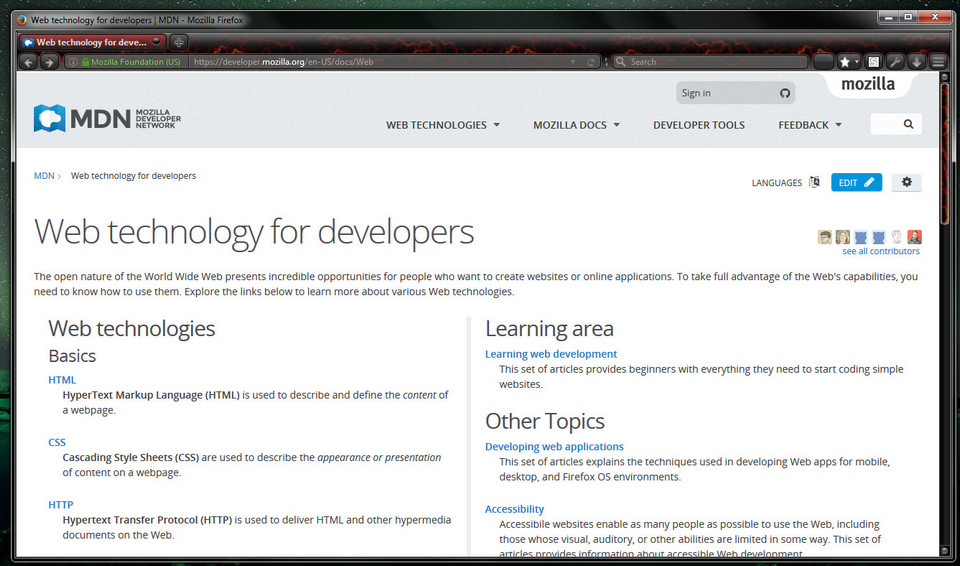 Web technology for developers | MDN - Mozilla Firefox
Web technology for deve...
Mozilla Foundation (US)
https://developer.mozilla.org/en-US/docs/Web
Search
mozilla
Sign in
MDN MOZILLA
DEVELOPER
NETWORK
WEB TECHNOLOGIES
MOZILLA DOCS
DEVELOPER TOOLS
FEEDBACK
MDN >
Web technology for developers
LANGUAGES
EDIT
Web technology for developers
see all contributors
The open nature of the World Wide Web presents incredible opportunities for people who want to create websites or online applications. To take full advantage of the Web's capabilities, you
need to know how to use them. Explore the links below to learn more about various Web technologies.
Web technologies
Basics
HTML
HyperText Markup Language (HTML) is used to describe and define the content of
a webpage.
CSS
Cascading Style Sheets (CSS) are used to describe the appearance or presentation
of content on a webpage.
HTTP
Hypertext Transfer Protocol (HTTP) is used to deliver HTML and other hypermedia
documents on the Web.
Learning area
Learning web development
This set of articles provides beginners with everything they need to start coding simple
websites.
Other Topics
Developing web applications
This set of articles explains the techniques used in developing Web apps for mobile,
desktop, and Firefox OS environments.
Accessibility
Accessibile websites enable as many people as possible to use the Web, including
those whose visual, auditory, or other abilities are limited in some way. This set of
articles provides information about accessible Web development.